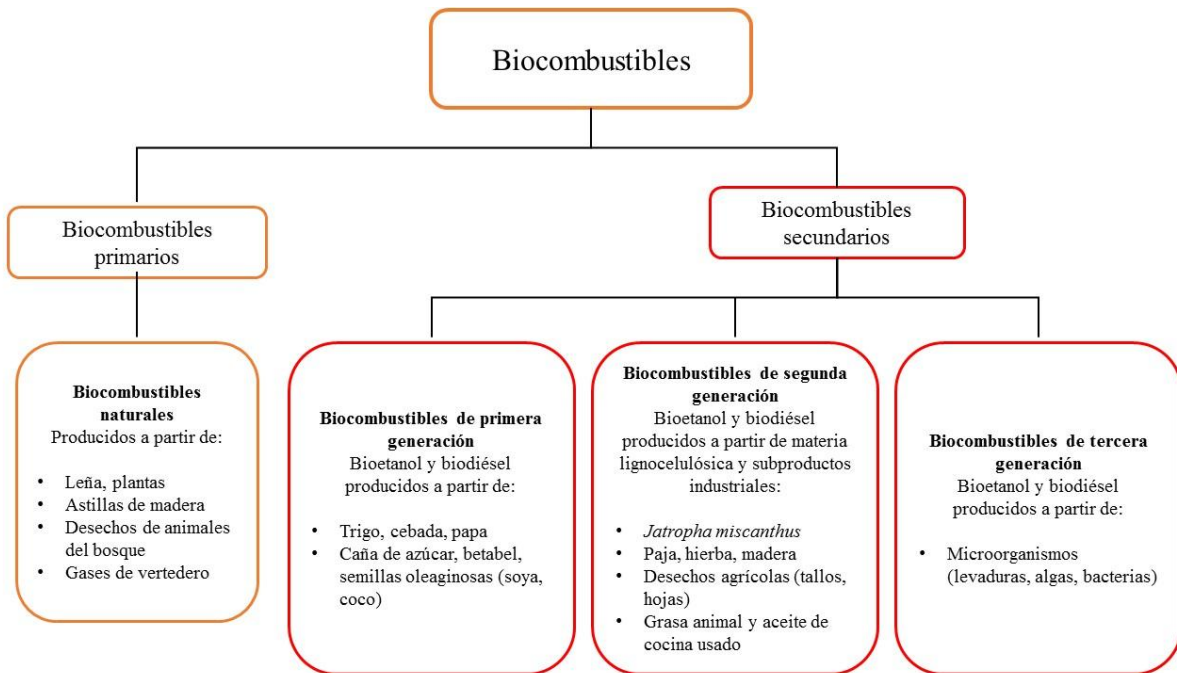 Biocombustibles
Biocombustibles
primarios
Biocombustibles
secundarios
Biocombustibles
naturales
Producidos a partir de:
• Leña, plantas
• Astillas de madera
• Desechos de animales
del bosque
• Gases de vertedero
Biocombustibles de primera
generación
Bioetanol y biodiésel
producidos a partir de:
• Trigo, cebada, papa
• Caña de azúcar, betabel,
semillas oleaginosas (soya,
coco)
Biocombustibles de segunda
generación
Bioetanol y biodiésel
producidos a partir de materia
lignocelulósica y subproductos
industriales:
• Jatropha miscanthus
• Paja, hierba, madera
• Desechos agrícolas (tallos,
hojas)
• Grasa animal y aceite de
cocina usado
Biocombustibles de tercera
generación
Bioetanol y biodiésel
producidos a partir de:
• Microorganismos
(levaduras, algas, bacterias)